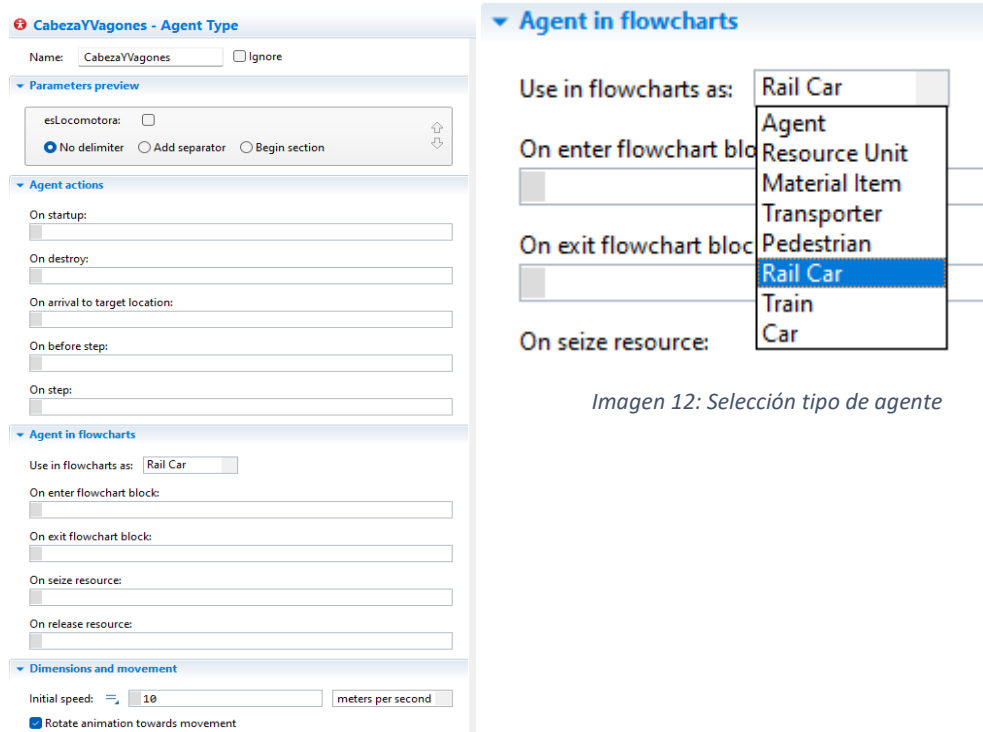 CabezaYVagones - Agent Type
Name: CabezaYVagones Ignore
Parameters preview
esLocomotora:
No delimiter Add separator Begin section
Agent actions
On startup:
On destroy:
On arrival to target location:
On before step:
On step:
Agent in flowcharts
Use in flowcharts as: Rail Car
On enter flowchart block:
On exit flowchart block:
On seize resource:
On release resource:
Dimensions and movement
Initial speed: 10 meters per second
Rotate animation towards movement
Agent in flowcharts
Use in flowcharts as: Rail Car
Agent
On enter flowchart blo
Resource Unit
Material Item
Transporter
On exit flowchart bloc
Pedestrian
Rail Car
Train
Car
On seize resource:
Imagen 12: Selección tipo de agente